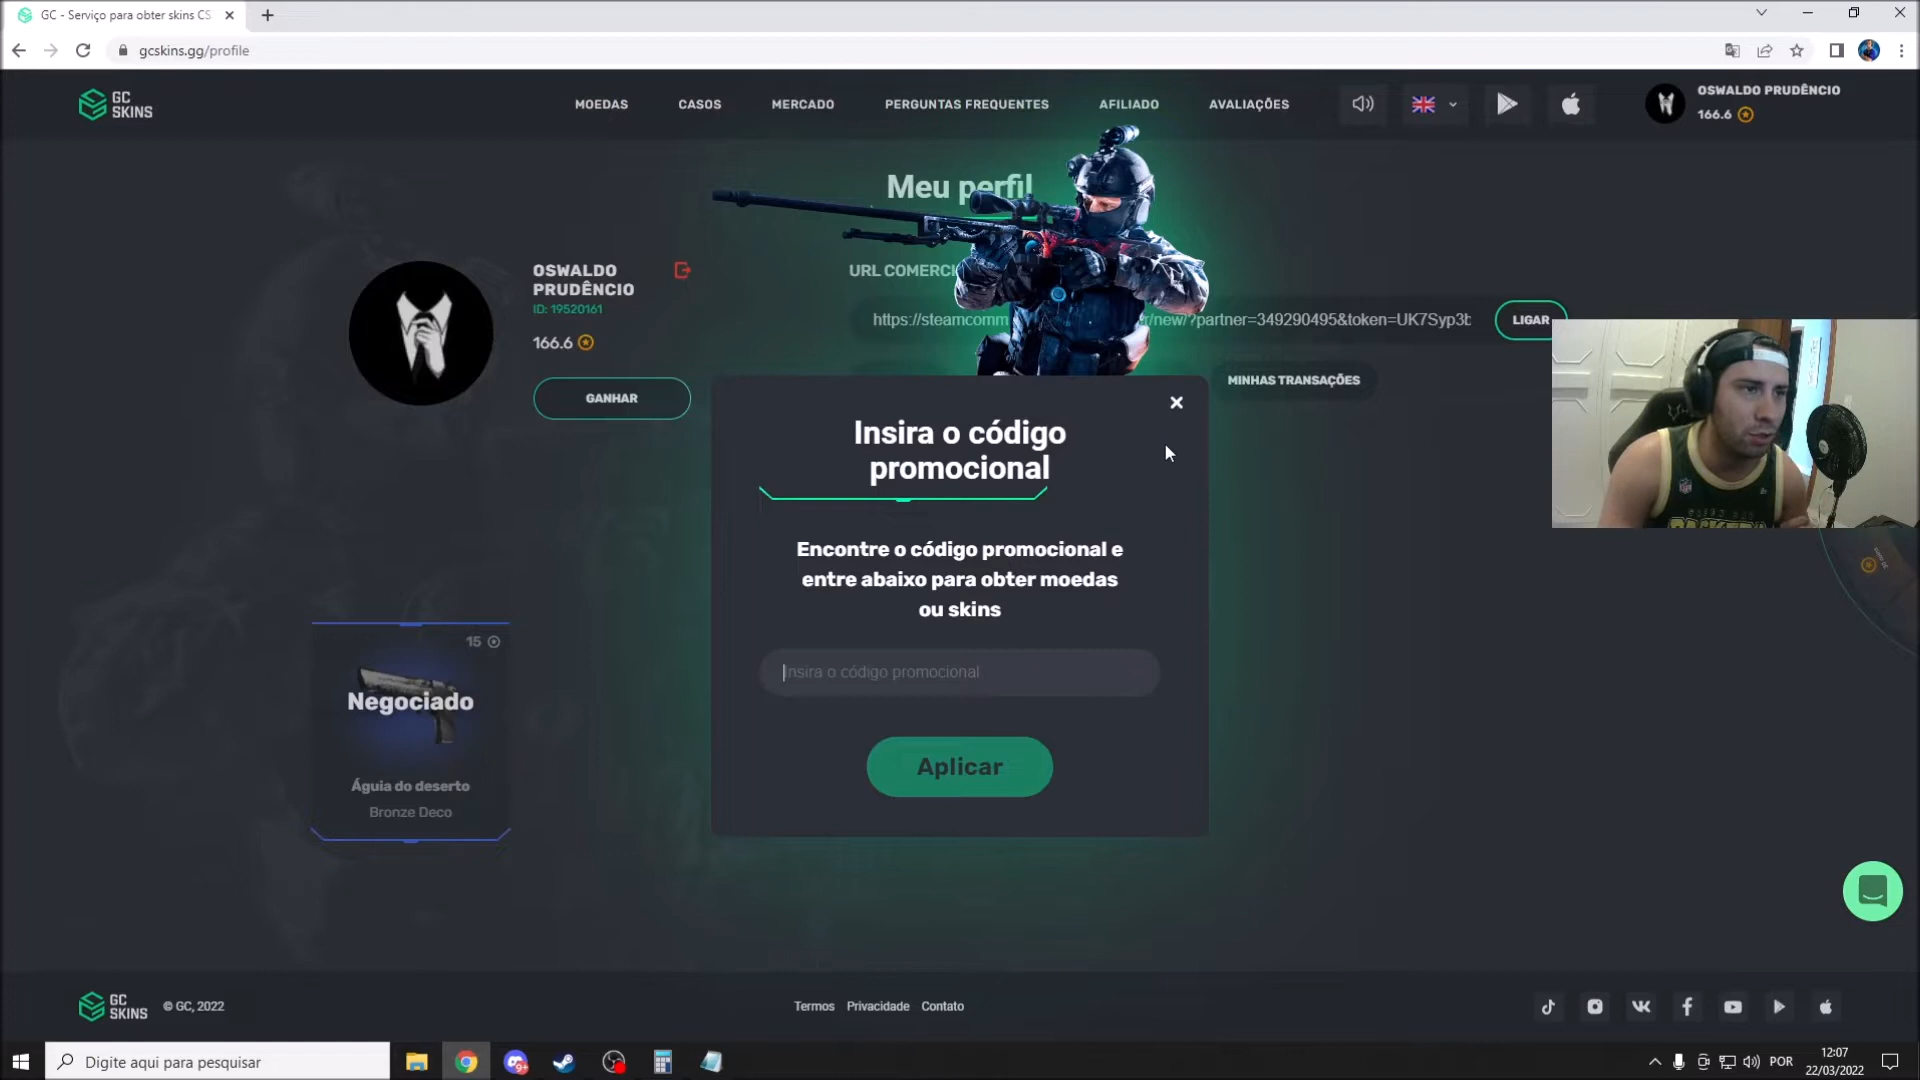 GC - Serviço para obter skins CS
gcskins.gg/profile
GC
SKINS
MOEDAS
CASOS
MERCADO
PERGUNTAS FREQUENTES
AFILIADO
AVALIAÇÕES
OSWALDO PRUDÊNCIO
166.6
Meu perfil
OSWALDO
PRUDÊNCIO
ID: 19520161
166.6
GANHAR
URL COMERCI
https://steamcomm
r/new/?partner=349290495&token=UK7Syp3t
LIGAR
MINHAS TRANSAÇÕES
Insira o código
promocional
Encontre o código promocional e
entre abaixo para obter moedas
ou skins
Insira o código promocional
Aplicar
15
Negociado
Águia do deserto
Bronze Deco
NFL
GC
SKINS
© GC, 2022
Termos
Privacidade
Contato
Digite aqui para pesquisar
9+
POR
12:07
22/03/2022